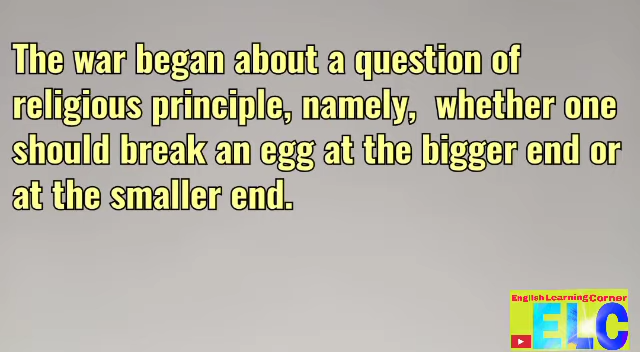 The war began about a question of
religious principle, namely,  whether one
should break an egg at the bigger end or
at the smaller end.
English Learning Corner
ELC